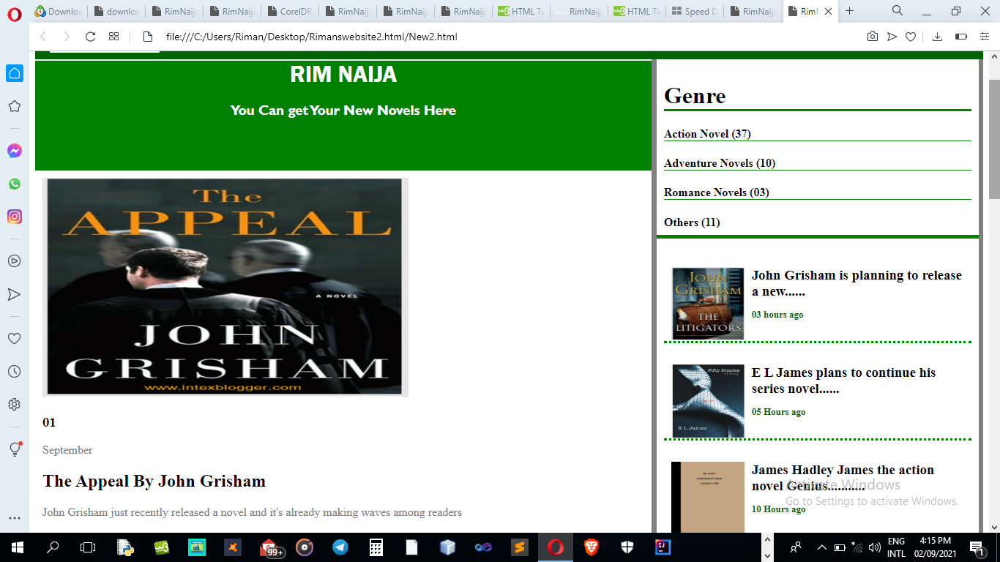 Downloa
downloa
RimNaija
RimNaija
CorelDR
RimNaija
RimNaija
RimNaija
HTML Tu
RimNaija
HTML Tu
Speed D
RimNaija
RimN
file:///C:/Users/Riman/Desktop/Rimanswebsite2.html/New2.html
RIM NAIJA
You Can get Your New Novels Here
The
APPEAL
A NOVEL
JOHN
GRISHAM
www.intexblogger.com
01
September
The Appeal By John Grisham
John Grisham just recently released a novel and it's already making waves among readers
Genre
Action Novel (37)
Adventure Novels (10)
Romance Novels (03)
Others (11)
JOHN
GRISHAM
THE
LITIGATORS
John Grisham is planning to release
a new......
03 hours ago
Fifty Shades
E L James
E L James plans to continue his
series novel......
05 Hours ago
James Hadley James the action
novel Genius...........
10 Hours ago
Activate Windows
Go to Settings to activate Windows.
99+
ENG
INTL
4:15 PM
02/09/2021
1